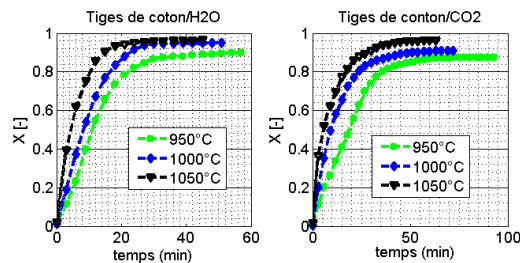 Tiges de coton/H2O
X [-]
1
0.8
0.6
0.4
0.2
0
0 20 40 60
temps (min)
950°C
1000°C
1050°C
Tiges de conton/CO2
X [-]
1
0.8
0.6
0.4
0.2
0
0 50 100
temps (min)
950°C
1000°C
1050°C